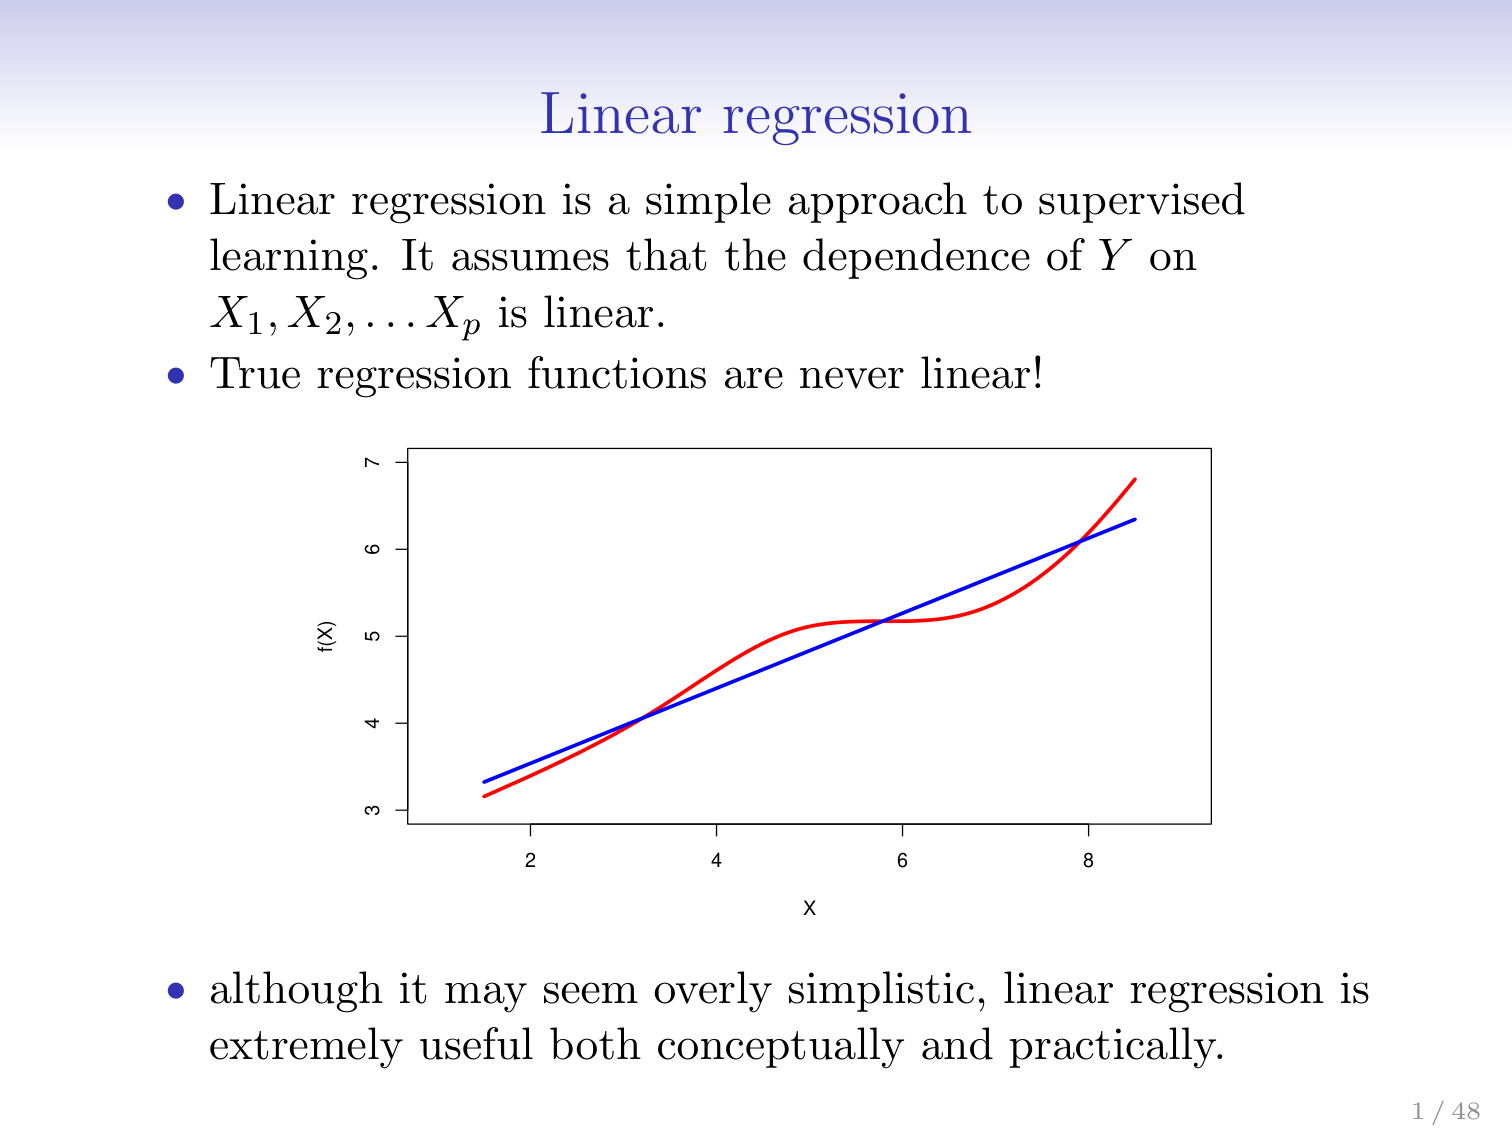 Linear regression
• Linear regression is a simple approach to supervised
learning. It assumes that the dependence of Y on
X₁, X₂, . . . Xₚ is linear.
• True regression functions are never linear!
7
6
5
4
3
f(X)
2 4 6 8
X
• although it may seem overly simplistic, linear regression is
extremely useful both conceptually and practically.
1 / 48